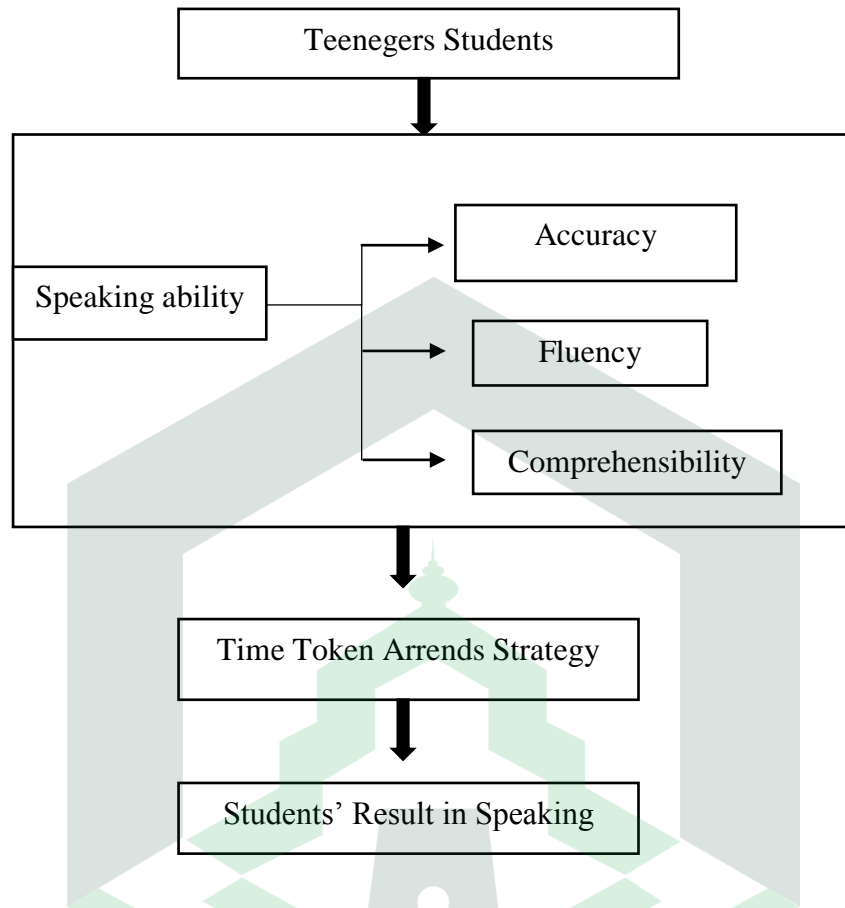 Teenegers Students
Accuracy
Speaking ability
Fluency
Comprehensibility
Time Token Arrends Strategy
Students’ Result in Speaking